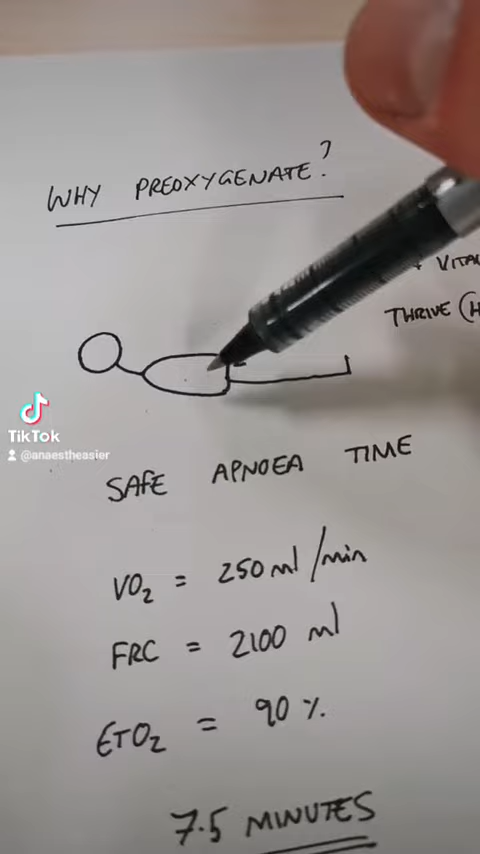 WHY PREOXYGENATE?
THRIVE
TikTok
@anaestheasier
SAFE APNOEA TIME
VO₂ = 250 ml/min
FRC = 2100 ml
ETO₂ = 90 %
7.5 MINUTES